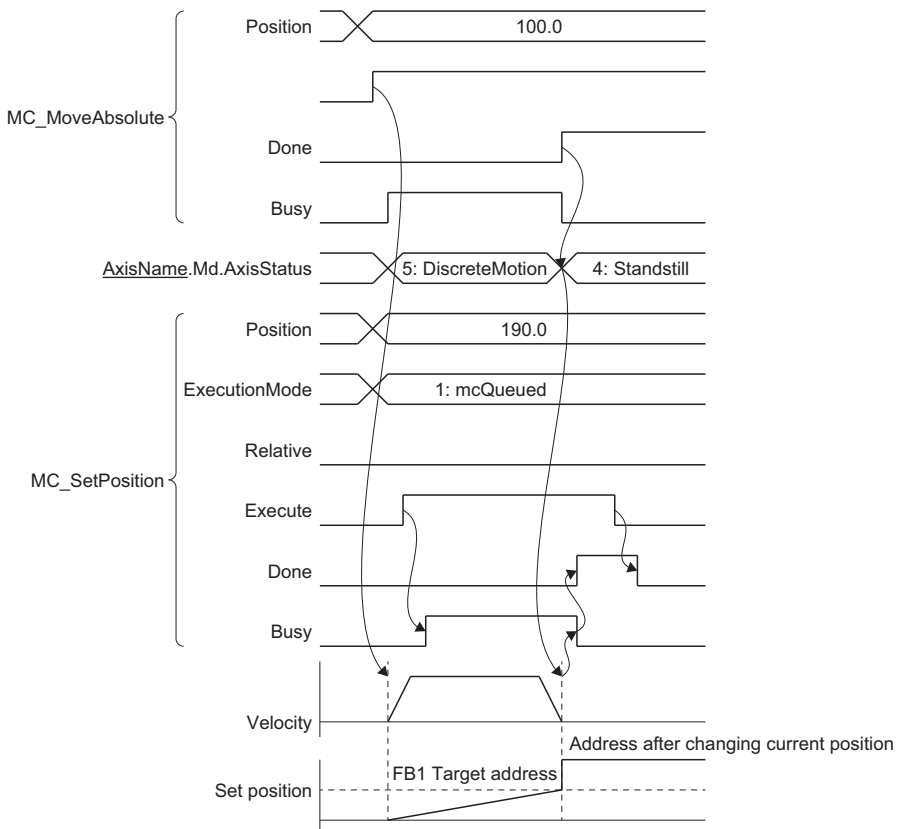 Position
100.0
MC_MoveAbsolute
Done
Busy
AxisName.Md.AxisStatus
5: DiscreteMotion
4: Standstill
Position
190.0
ExecutionMode
1: mcQueued
Relative
MC_SetPosition
Execute
Done
Busy
Velocity
Address after changing current position
FB1 Target address
Set position